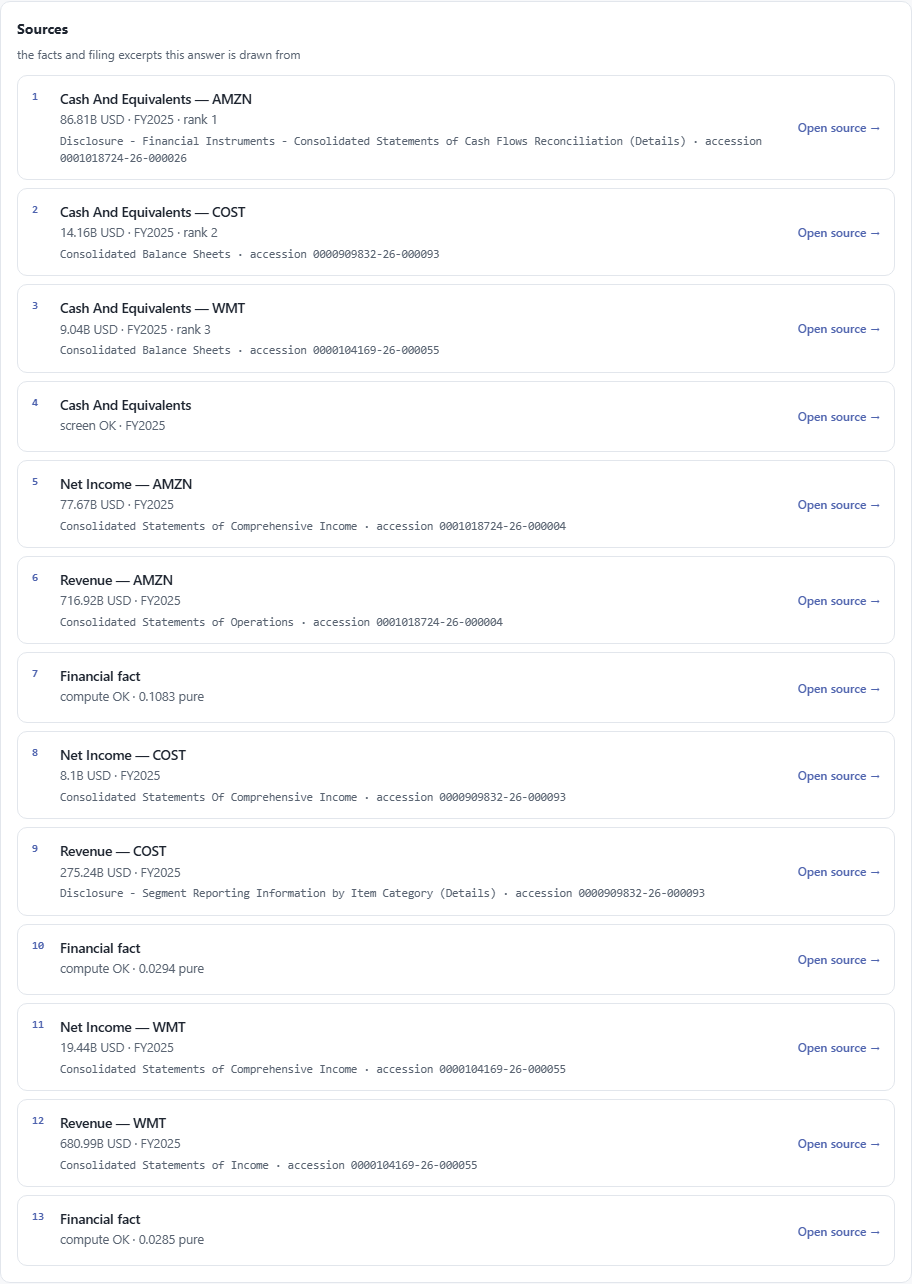 Sources
the facts and filing excerpts this answer is drawn from
1
Cash And Equivalents — AMZN
86.81B USD · FY2025 · rank 1
Disclosure - Financial Instruments - Consolidated Statements of Cash Flows Reconciliation (Details) · accession
0001018724-26-000026
Open source →
2
Cash And Equivalents — COST
14.16B USD · FY2025 · rank 2
Consolidated Balance Sheets · accession 0000909832-26-000093
Open source →
3
Cash And Equivalents — WMT
9.04B USD · FY2025 · rank 3
Consolidated Balance Sheets · accession 0000104169-26-000055
Open source →
4
Cash And Equivalents
screen OK · FY2025
Open source →
5
Net Income — AMZN
77.67B USD · FY2025
Consolidated Statements of Comprehensive Income · accession 0001018724-26-000004
Open source →
6
Revenue — AMZN
716.92B USD · FY2025
Consolidated Statements of Operations · accession 0001018724-26-000004
Open source →
7
Financial fact
compute OK · 0.1083 pure
Open source →
8
Net Income — COST
8.1B USD · FY2025
Consolidated Statements Of Comprehensive Income · accession 0000909832-26-000093
Open source →
9
Revenue — COST
275.24B USD · FY2025
Disclosure - Segment Reporting Information by Item Category (Details) · accession 0000909832-26-000093
Open source →
10
Financial fact
compute OK · 0.0294 pure
Open source →
11
Net Income — WMT
19.44B USD · FY2025
Consolidated Statements of Comprehensive Income · accession 0000104169-26-000055
Open source →
12
Revenue — WMT
680.99B USD · FY2025
Consolidated Statements of Income · accession 0000104169-26-000055
Open source →
13
Financial fact
compute OK · 0.0285 pure
Open source →